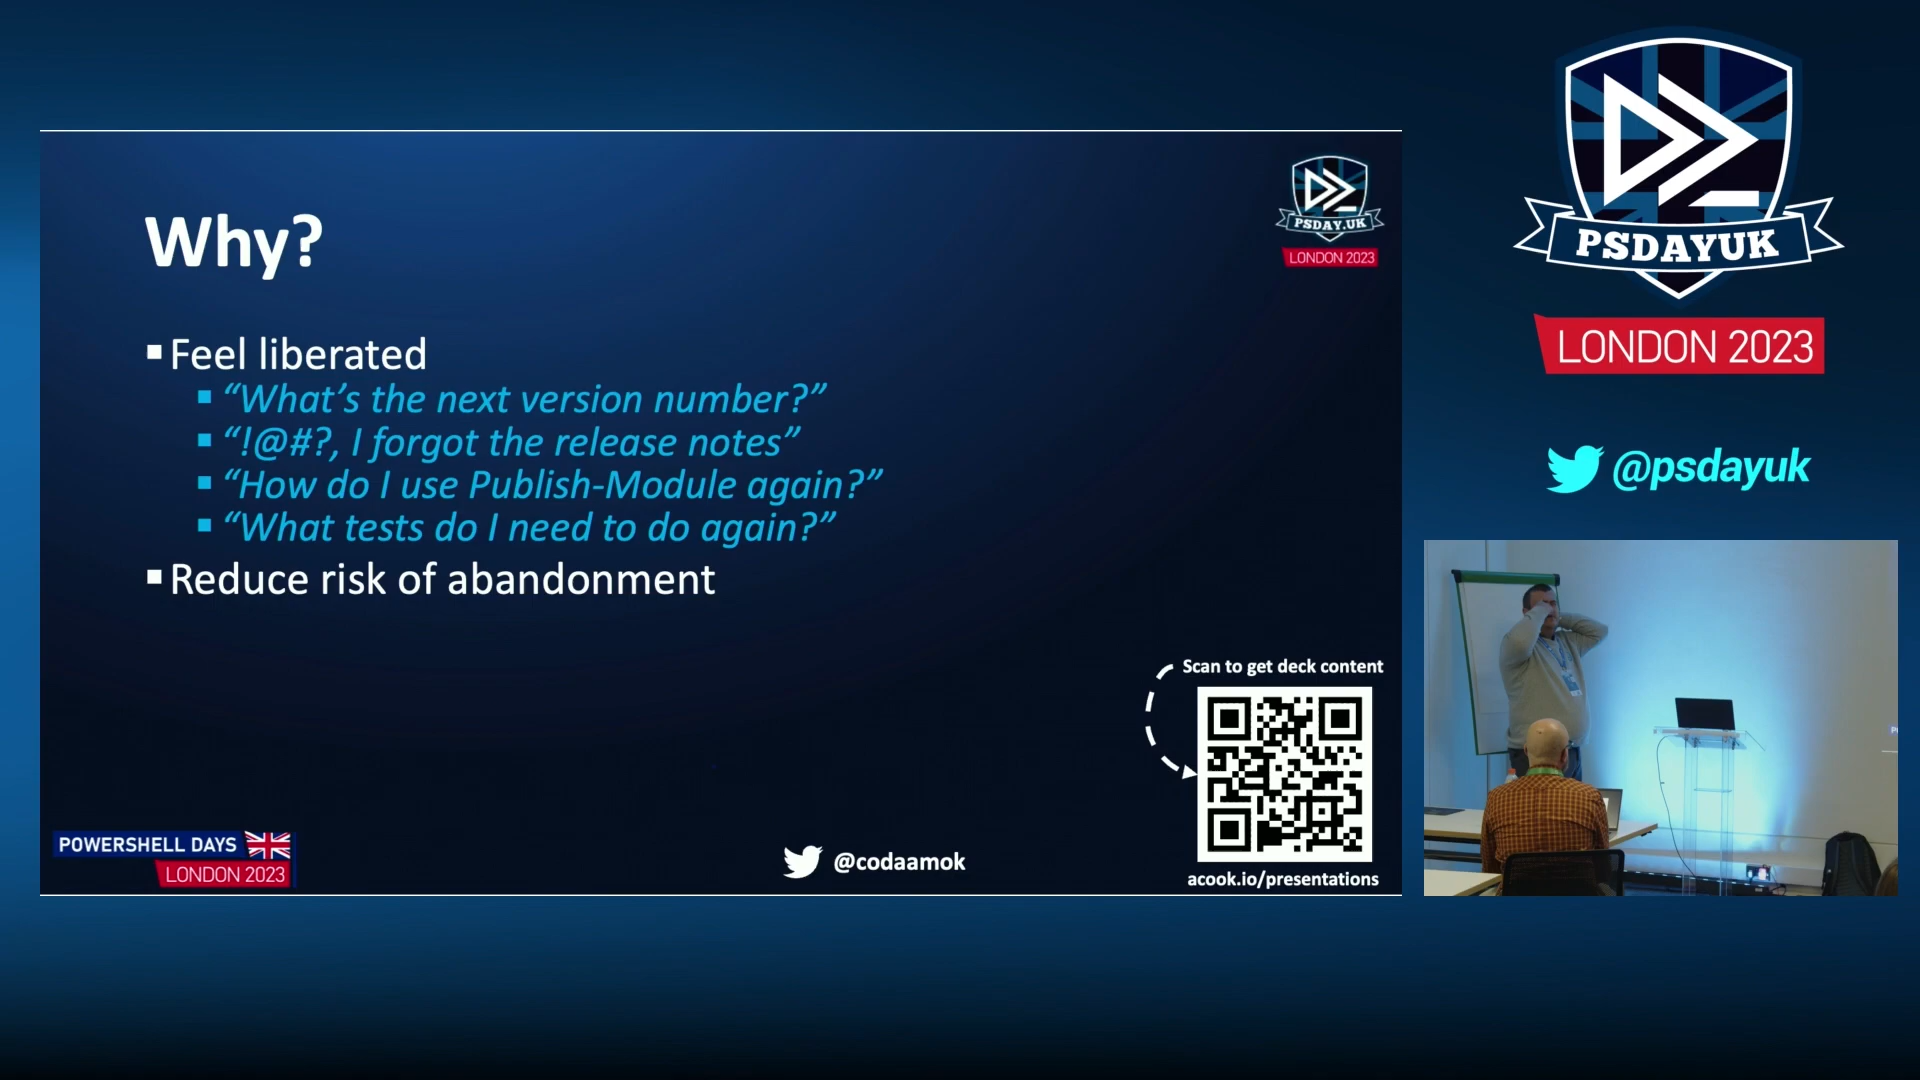 Why?
PSDAY.UK
LONDON 2023
▪ Feel liberated
▪ “What’s the next version number?”
▪ “!@#?, I forgot the release notes”
▪ “How do I use Publish-Module again?”
▪ “What tests do I need to do again?”
▪ Reduce risk of abandonment
Scan to get deck content
acook.io/presentations
@codaamok
POWERSHELL DAYS
LONDON 2023
PSDAYUK
LONDON 2023
@psdayuk